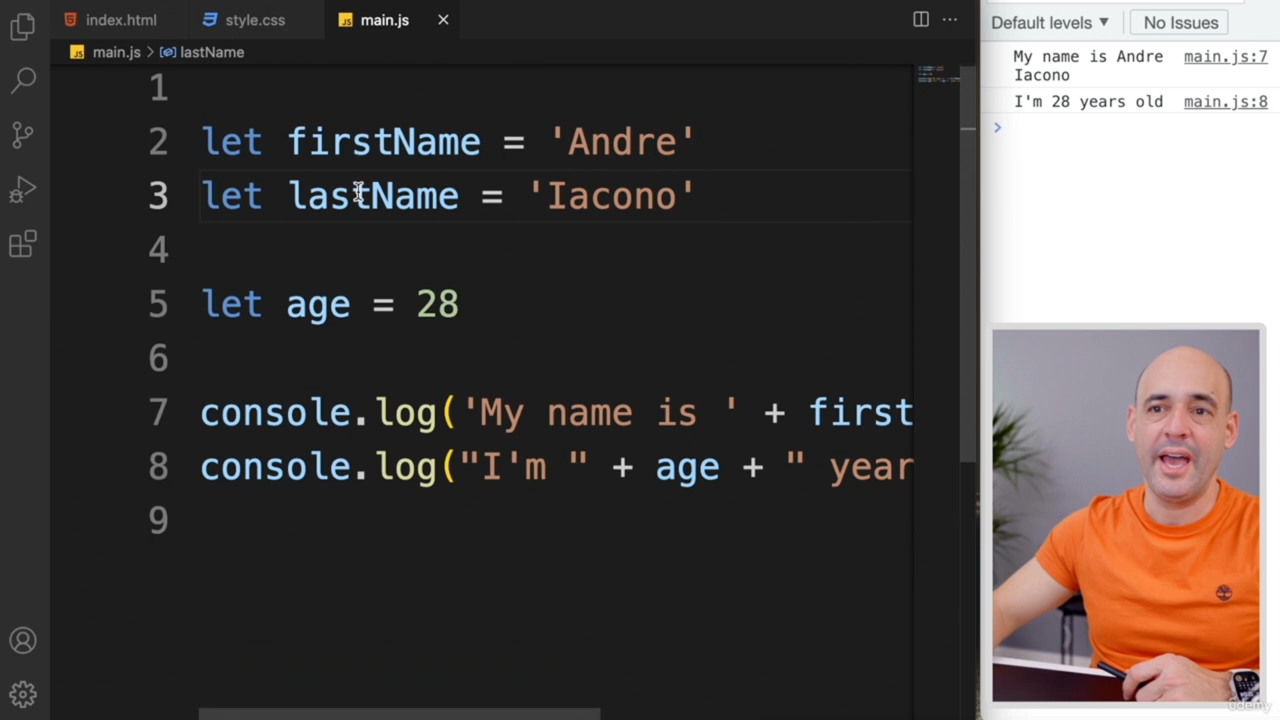 index.html
style.css
main.js
main.js > lastName
1
2 let firstName = 'Andre'
3 let lastName = 'Iacono'
4
5 let age = 28
6
7 console.log('My name is ' + first
8 console.log("I'm " + age + " year
9
Default levels ▼ No Issues
My name is Andre Iacono main.js:7
I'm 28 years old main.js:8
>
udemy